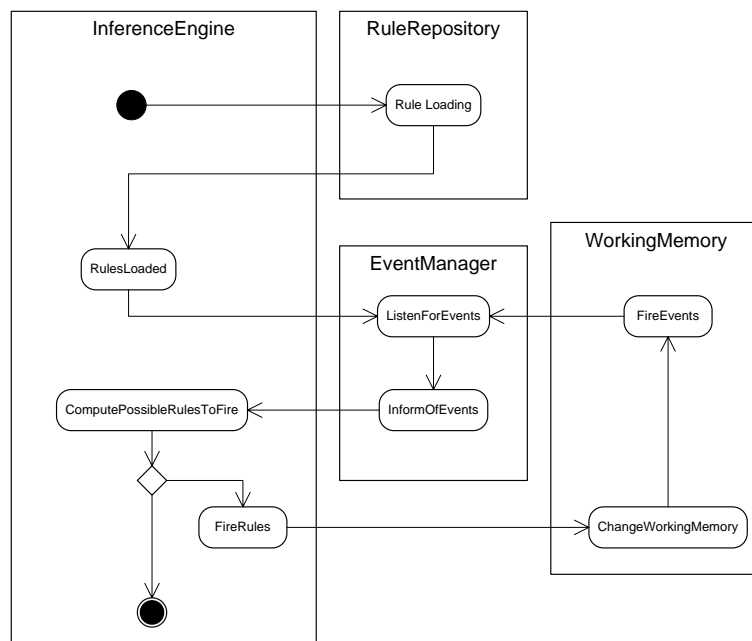 InferenceEngine
RuleRepository
Rule Loading
RulesLoaded
EventManager
WorkingMemory
ListenForEvents
FireEvents
ComputePossibleRulesToFire
InformOfEvents
FireRules
ChangeWorkingMemory